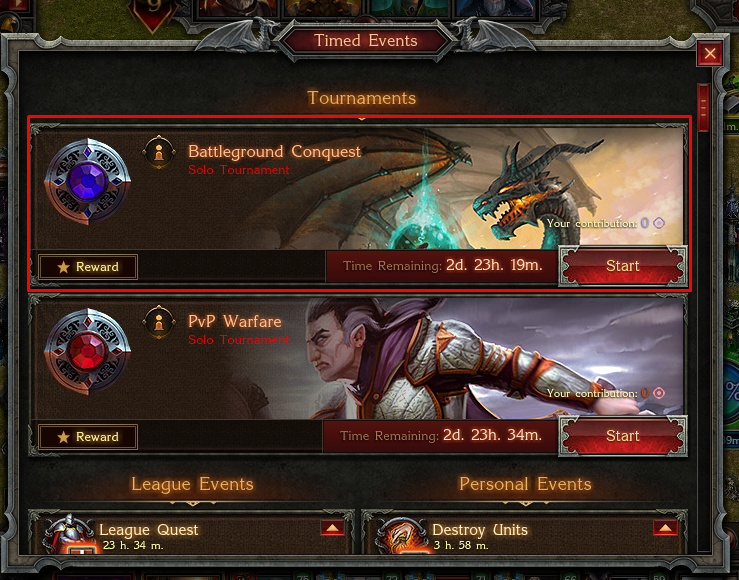 9
Timed Events
Tournaments
Battleground Conquest
Solo Tournament
Your contribution: 0
Reward
Time Remaining: 2d. 23h. 19m.
Start
PvP Warfare
Solo Tournament
Your contribution: 0
Reward
Time Remaining: 2d. 23h. 34m.
Start
League Events
Personal Events
League Quest
23 h. 34 m.
Destroy Units
3 h. 58 m.